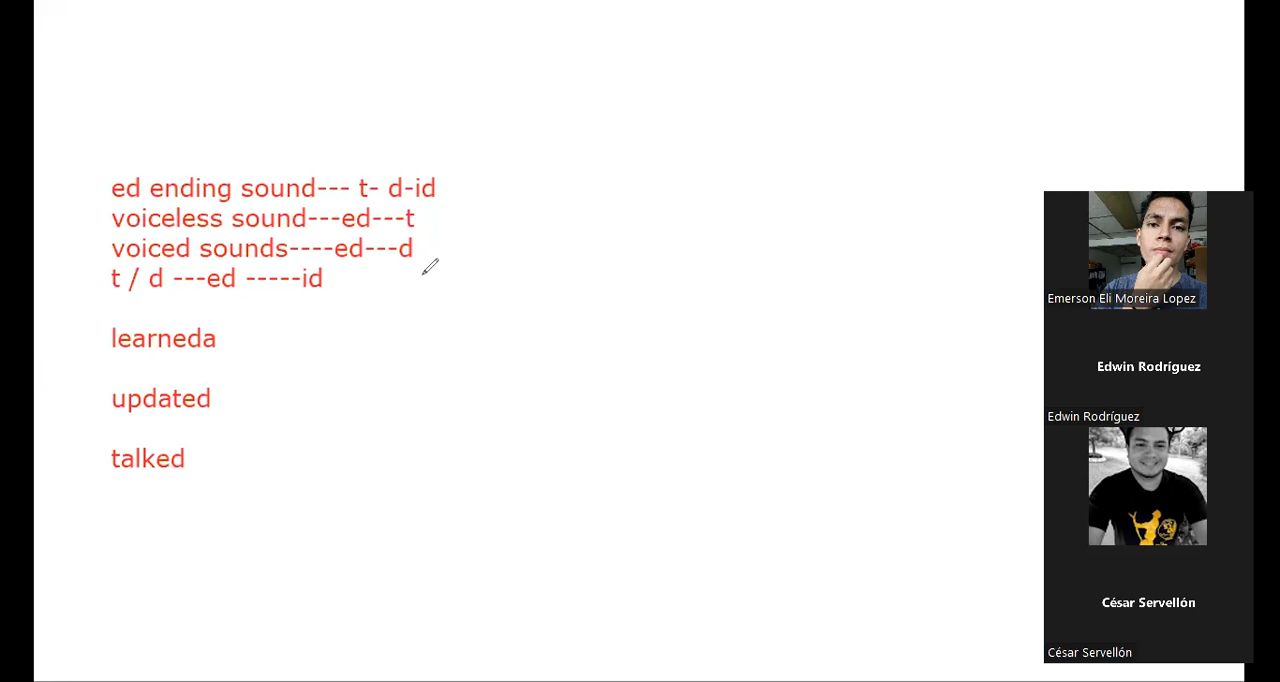 ed ending sound--- t- d-id
voiceless sound---ed---t
voiced sounds----ed---d
t / d ---ed -----id
learneda
updated
talked
Emerson Elí Moreira Lopez
Edwin Rodríguez
Edwin Rodríguez
César Servellón
César Servellón